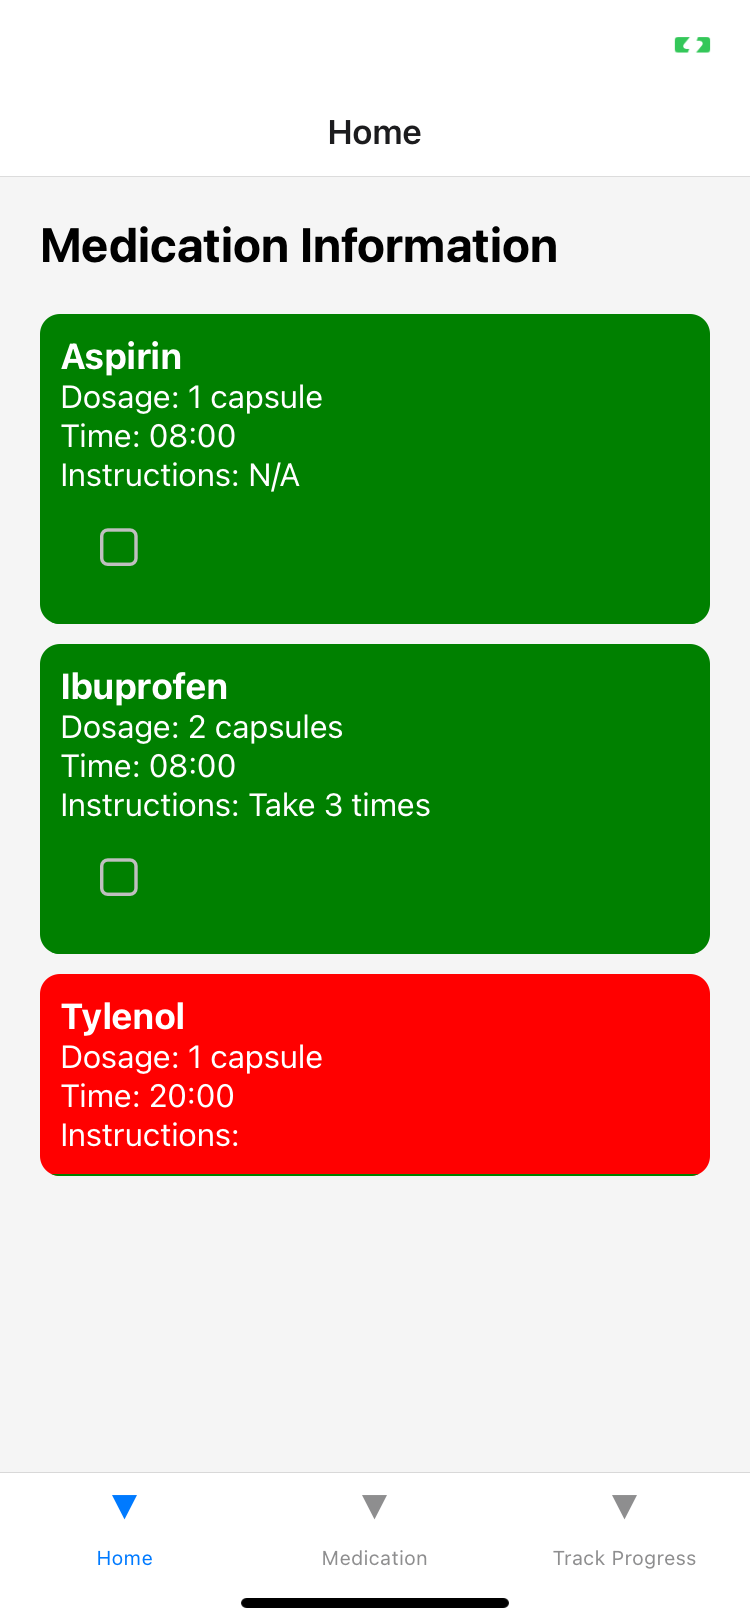 Home
Medication Information
Aspirin
Dosage: 1 capsule
Time: 08:00
Instructions: N/A
Ibuprofen
Dosage: 2 capsules
Time: 08:00
Instructions: Take 3 times
Tylenol
Dosage: 1 capsule
Time: 20:00
Instructions:
Home
Medication
Track Progress